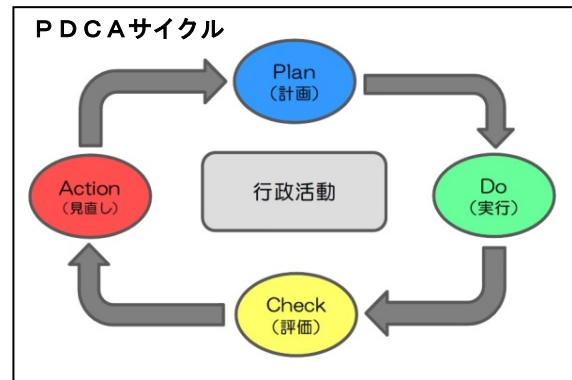 ＰＤＣＡサイクル
Plan
（計画）
Action
（見直し）
行政活動
Do
（実行）
Check
（評価）